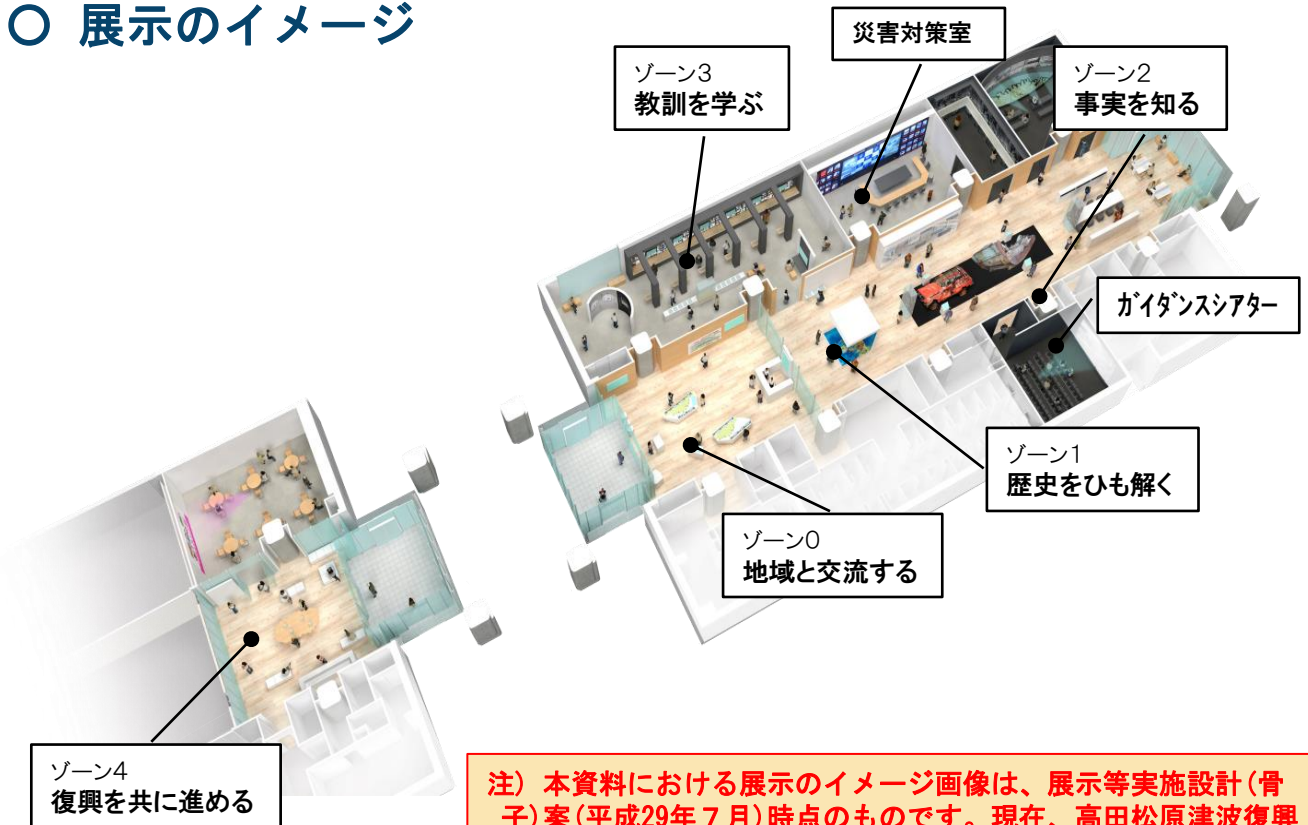 ○ 展示のイメージ
災害対策室
ゾーン3
教訓を学ぶ
ゾーン2
事実を知る
ガイダンスシアター
ゾーン1
歴史をひも解く
ゾーン0
地域と交流する
ゾーン4
復興を共に進める
注) 本資料における展示のイメージ画像は、展示等実施設計(骨
子)案(平成29年７月)時点のものです。現在、高田松原津波復興